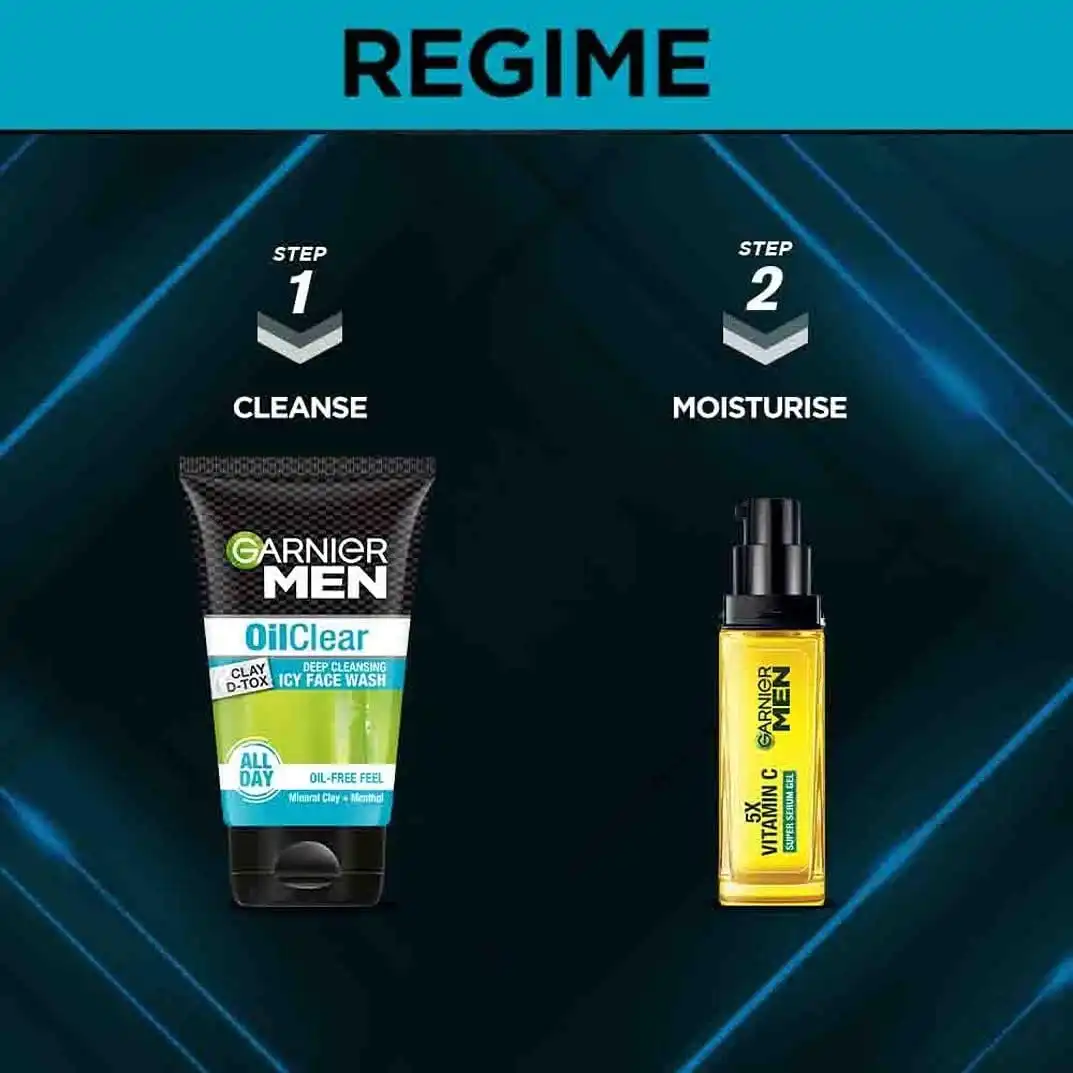 REGIME
STEP
1
CLEANSE
GARNIER
MEN
OilClear
CLAY
D-TOX
DEEP CLEANSING
ICY FACE WASH
ALL
DAY
OIL-FREE FEEL
Mineral Clay + Menthol
STEP
2
MOISTURISE
GARNIER
MEN
5X
VITAMIN C
SUPER SERUM GEL